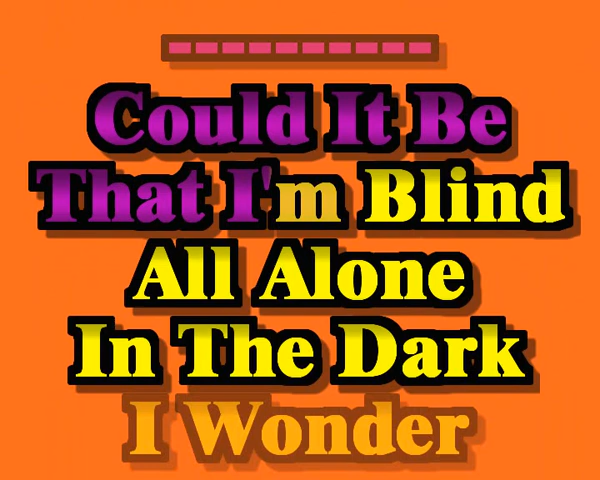 Could It Be
That I'm Blind
All Alone
In The Dark
I Wonder